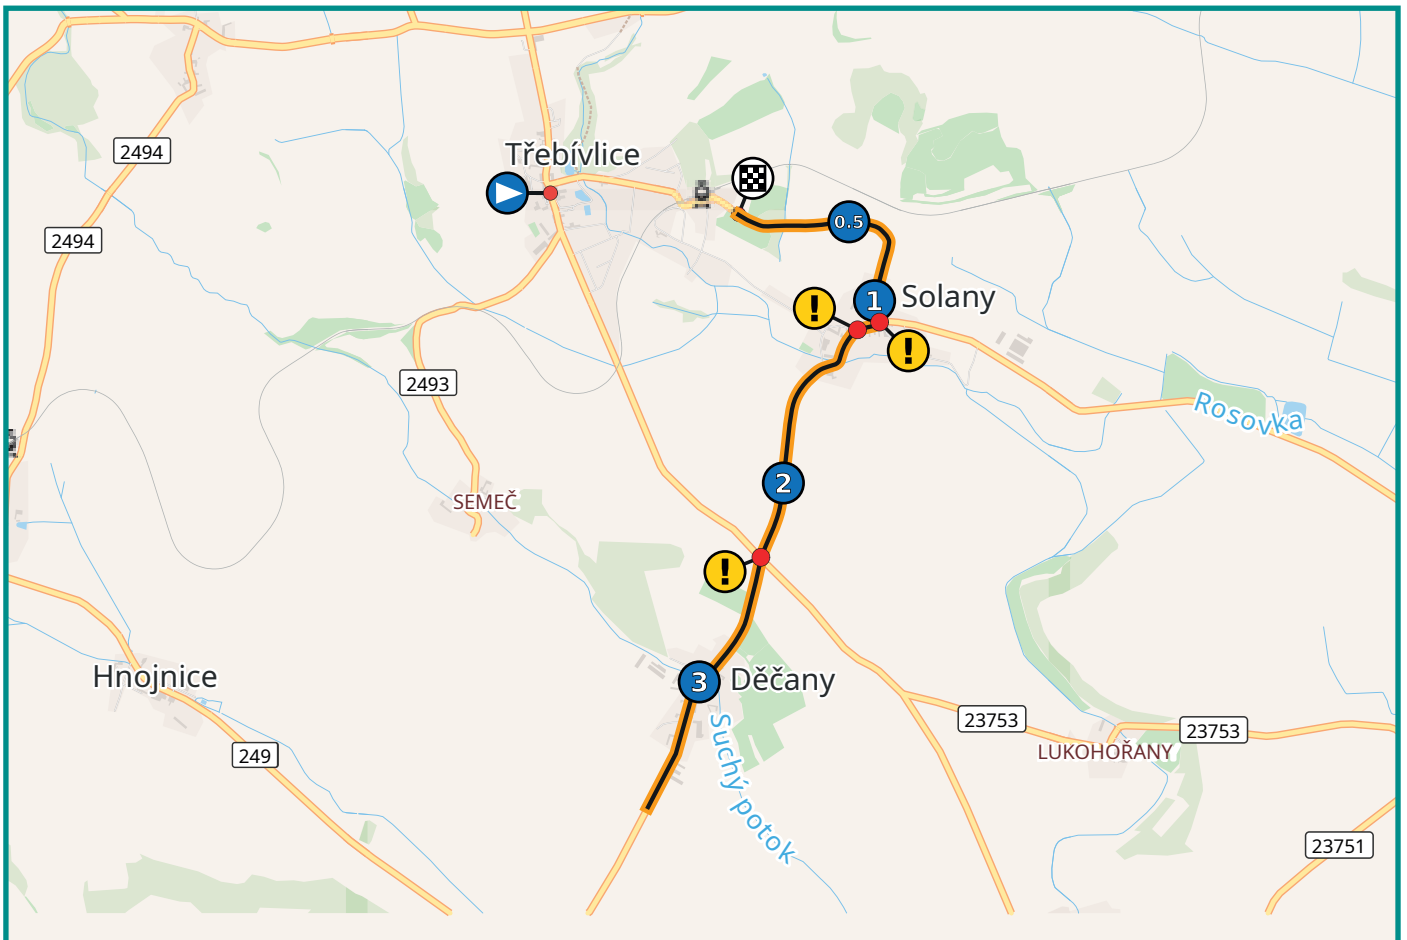 2494
Třebívlice
0.5
2494
1
Solany
!
!
2493
Rosovka
2
SEMEČ
!
Hnojnice
3
Děčany
23753
23753
Suchý potok
LUKOHOŘANY
249
23751